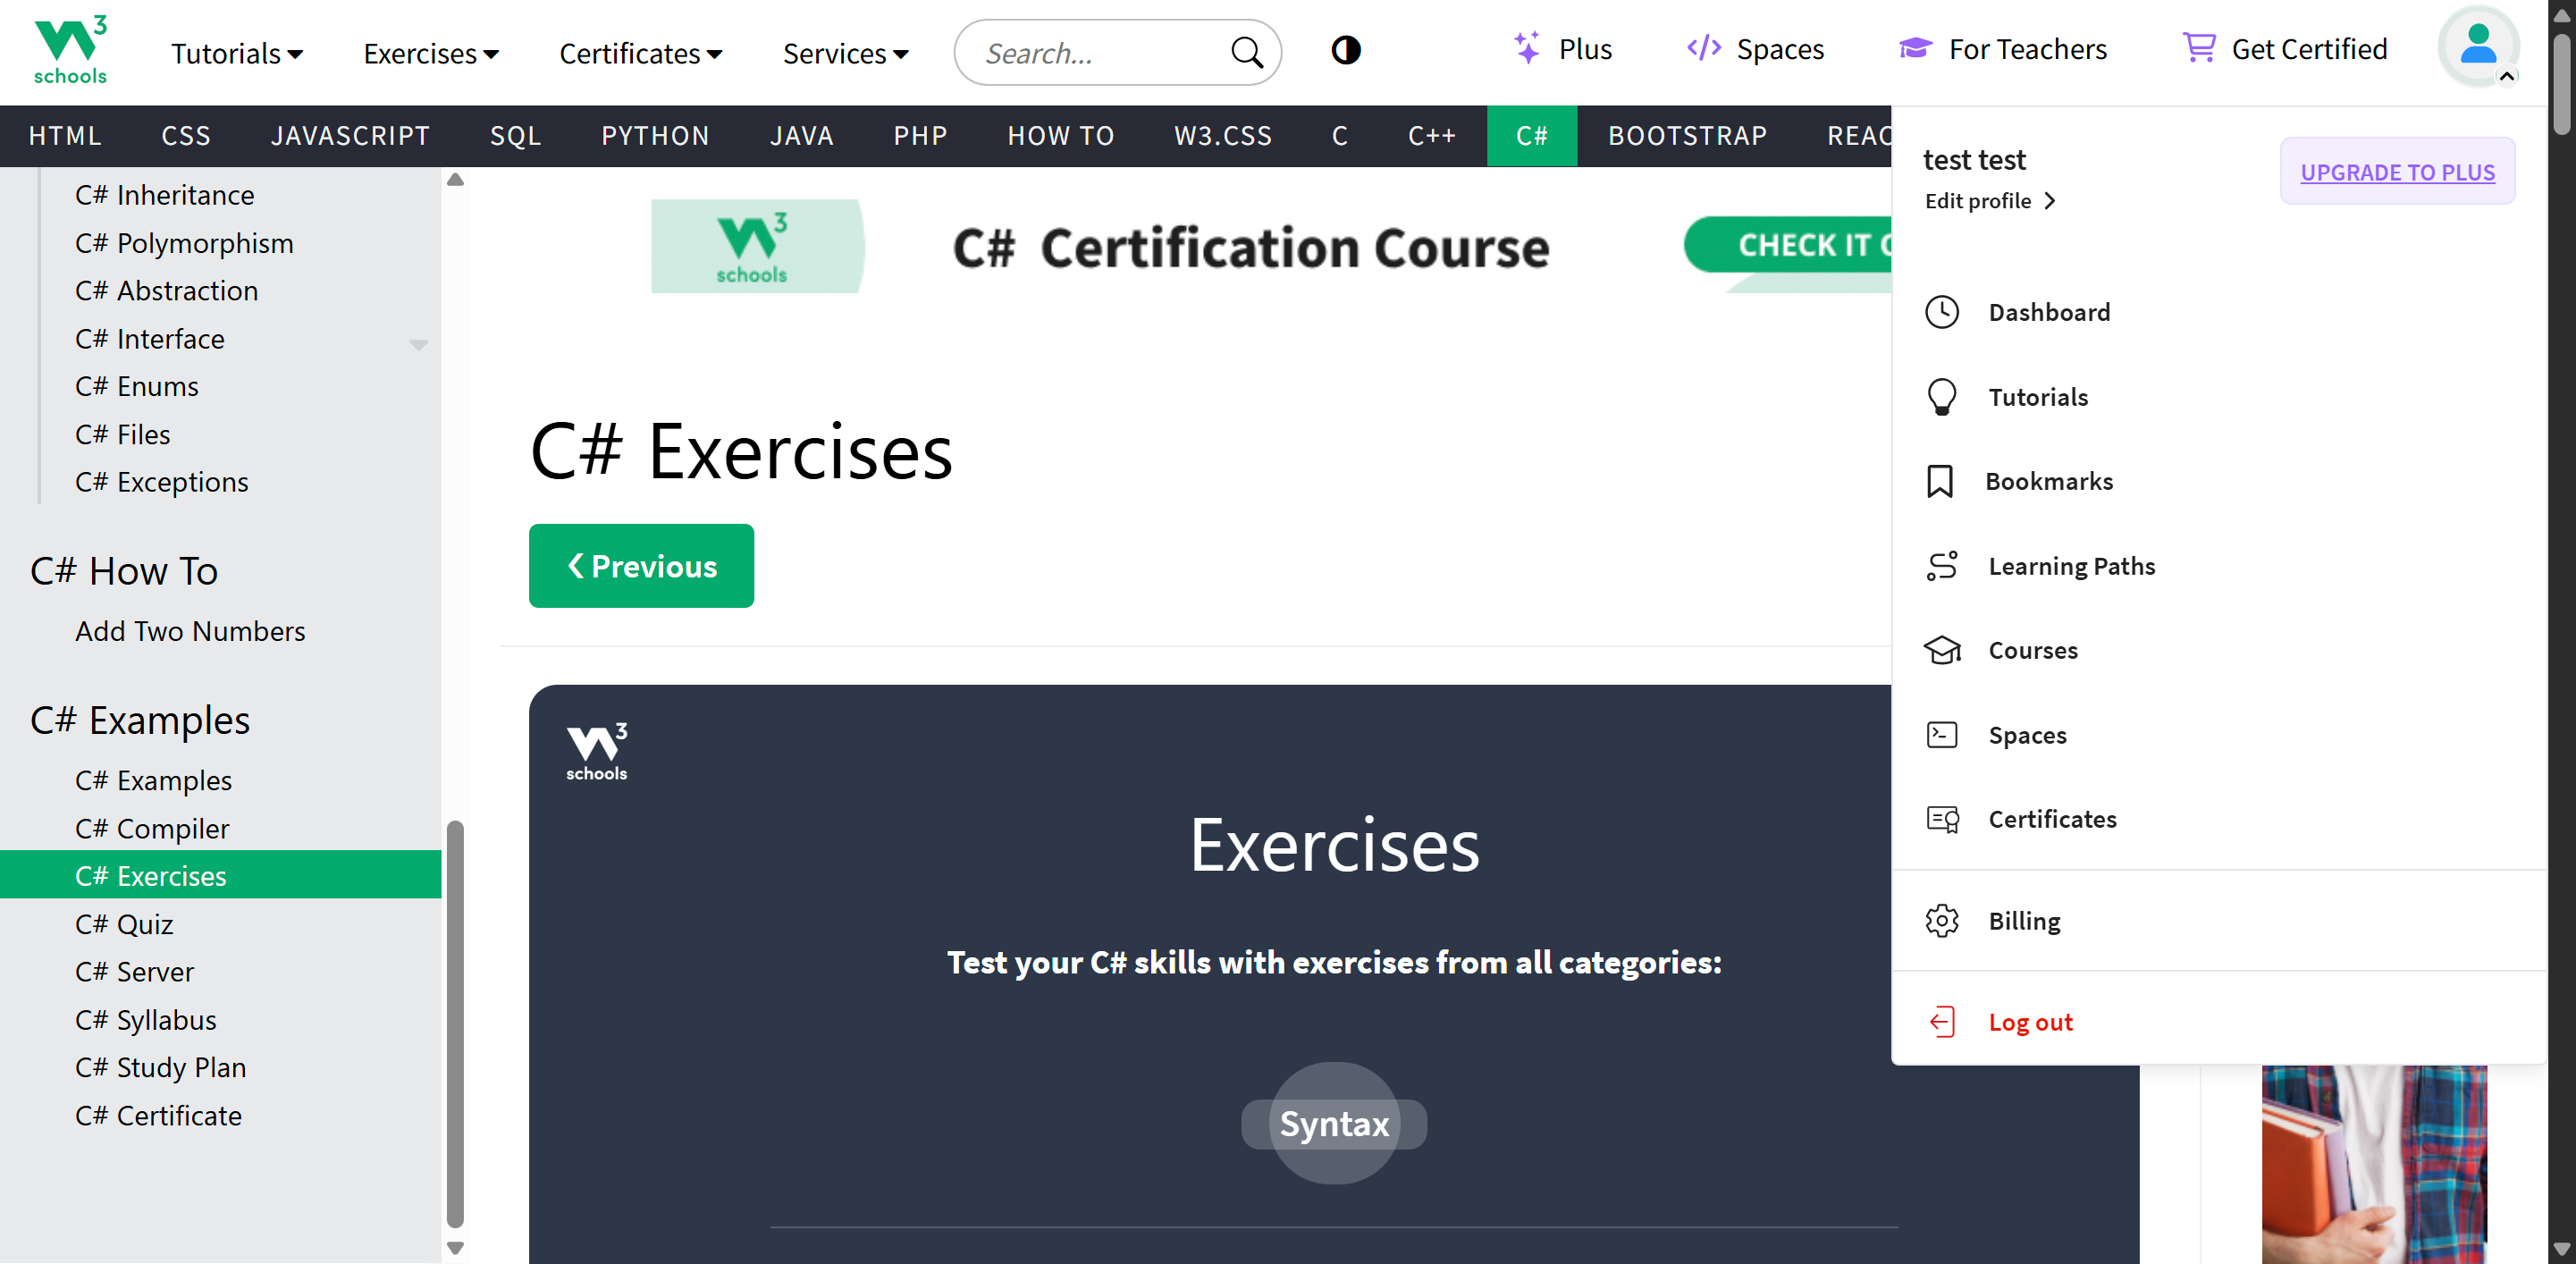 W3 schools
Tutorials
Exercises
Certificates
Services
Search...
Plus
Spaces
For Teachers
Get Certified
HTML
CSS
JAVASCRIPT
SQL
PYTHON
JAVA
PHP
HOW TO
W3.CSS
C
C++
C#
BOOTSTRAP
REAC
C# Inheritance
C# Polymorphism
C# Abstraction
C# Interface
C# Enums
C# Files
C# Exceptions
C# How To
Add Two Numbers
C# Examples
C# Examples
C# Compiler
C# Exercises
C# Quiz
C# Server
C# Syllabus
C# Study Plan
C# Certificate
W3 schools
C# Certification Course
CHECK IT
C# Exercises
❮ Previous
W3 schools
Exercises
Test your C# skills with exercises from all categories:
Syntax
test test
Edit profile
UPGRADE TO PLUS
Dashboard
Tutorials
Bookmarks
Learning Paths
Courses
Spaces
Certificates
Billing
Log out